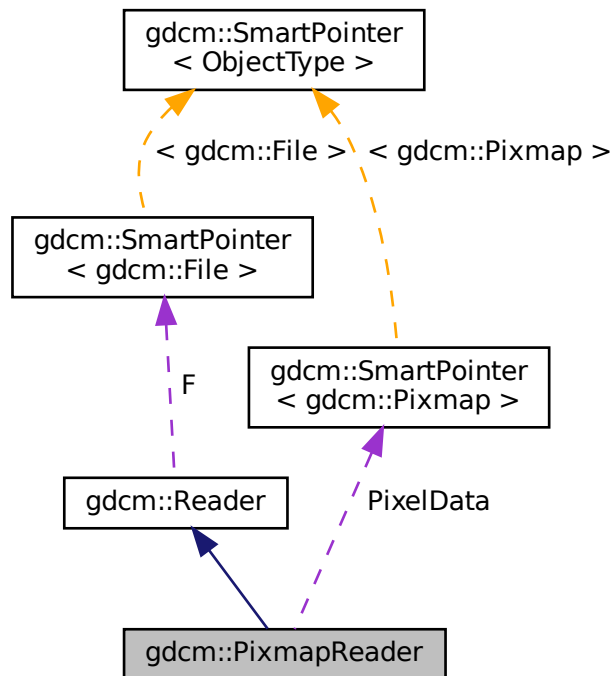 gdcm::SmartPointer
< ObjectType >
< gdcm::File >
< gdcm::Pixmap >
gdcm::SmartPointer
< gdcm::File >
gdcm::SmartPointer
< gdcm::Pixmap >
F
gdcm::Reader
PixelData
gdcm::PixmapReader